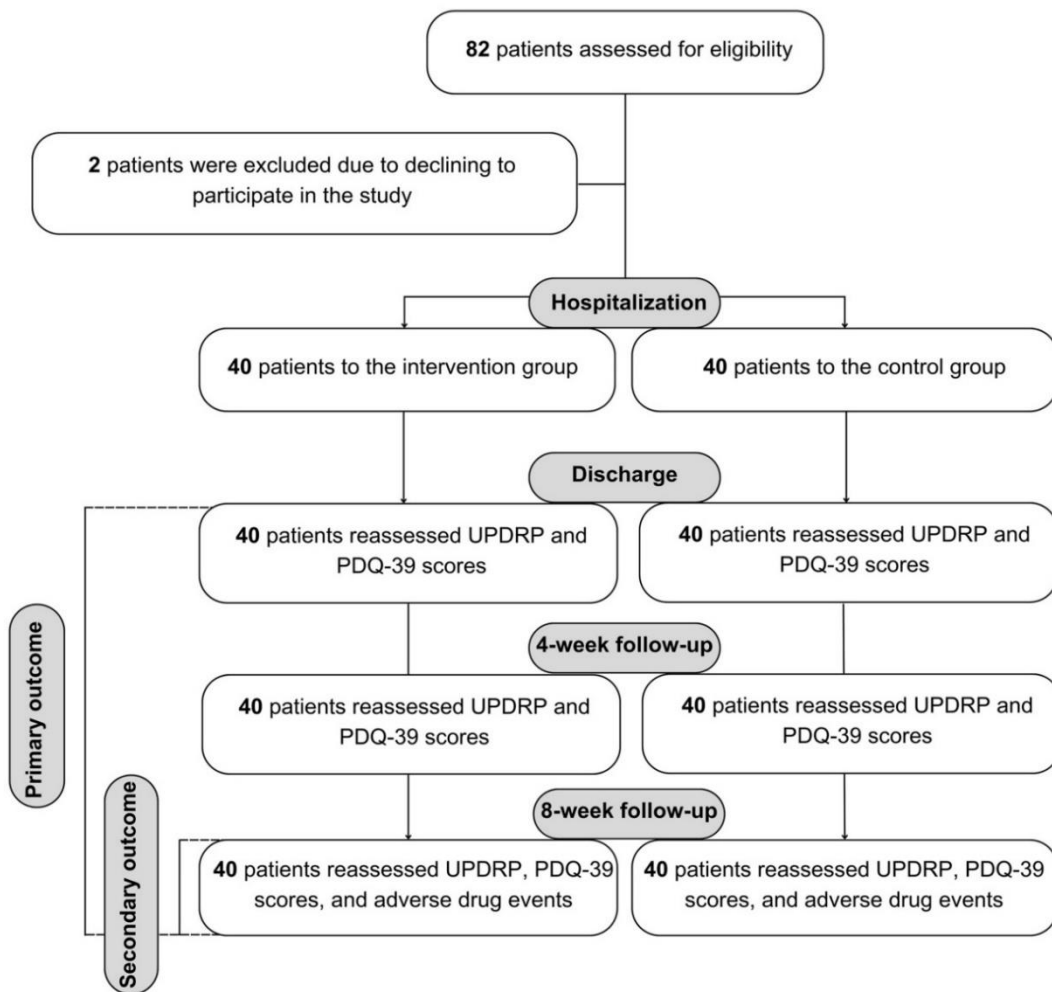 82 patients assessed for eligibility
2 patients were excluded due to declining to
participate in the study
Hospitalization
40 patients to the intervention group
40 patients to the control group
Discharge
40 patients reassessed UPDRP and
PDQ-39 scores
40 patients reassessed UPDRP and
PDQ-39 scores
4-week follow-up
40 patients reassessed UPDRP and
PDQ-39 scores
40 patients reassessed UPDRP and
PDQ-39 scores
8-week follow-up
40 patients reassessed UPDRP, PDQ-39
scores, and adverse drug events
40 patients reassessed UPDRP, PDQ-39
scores, and adverse drug events
Primary outcome
Secondary outcome